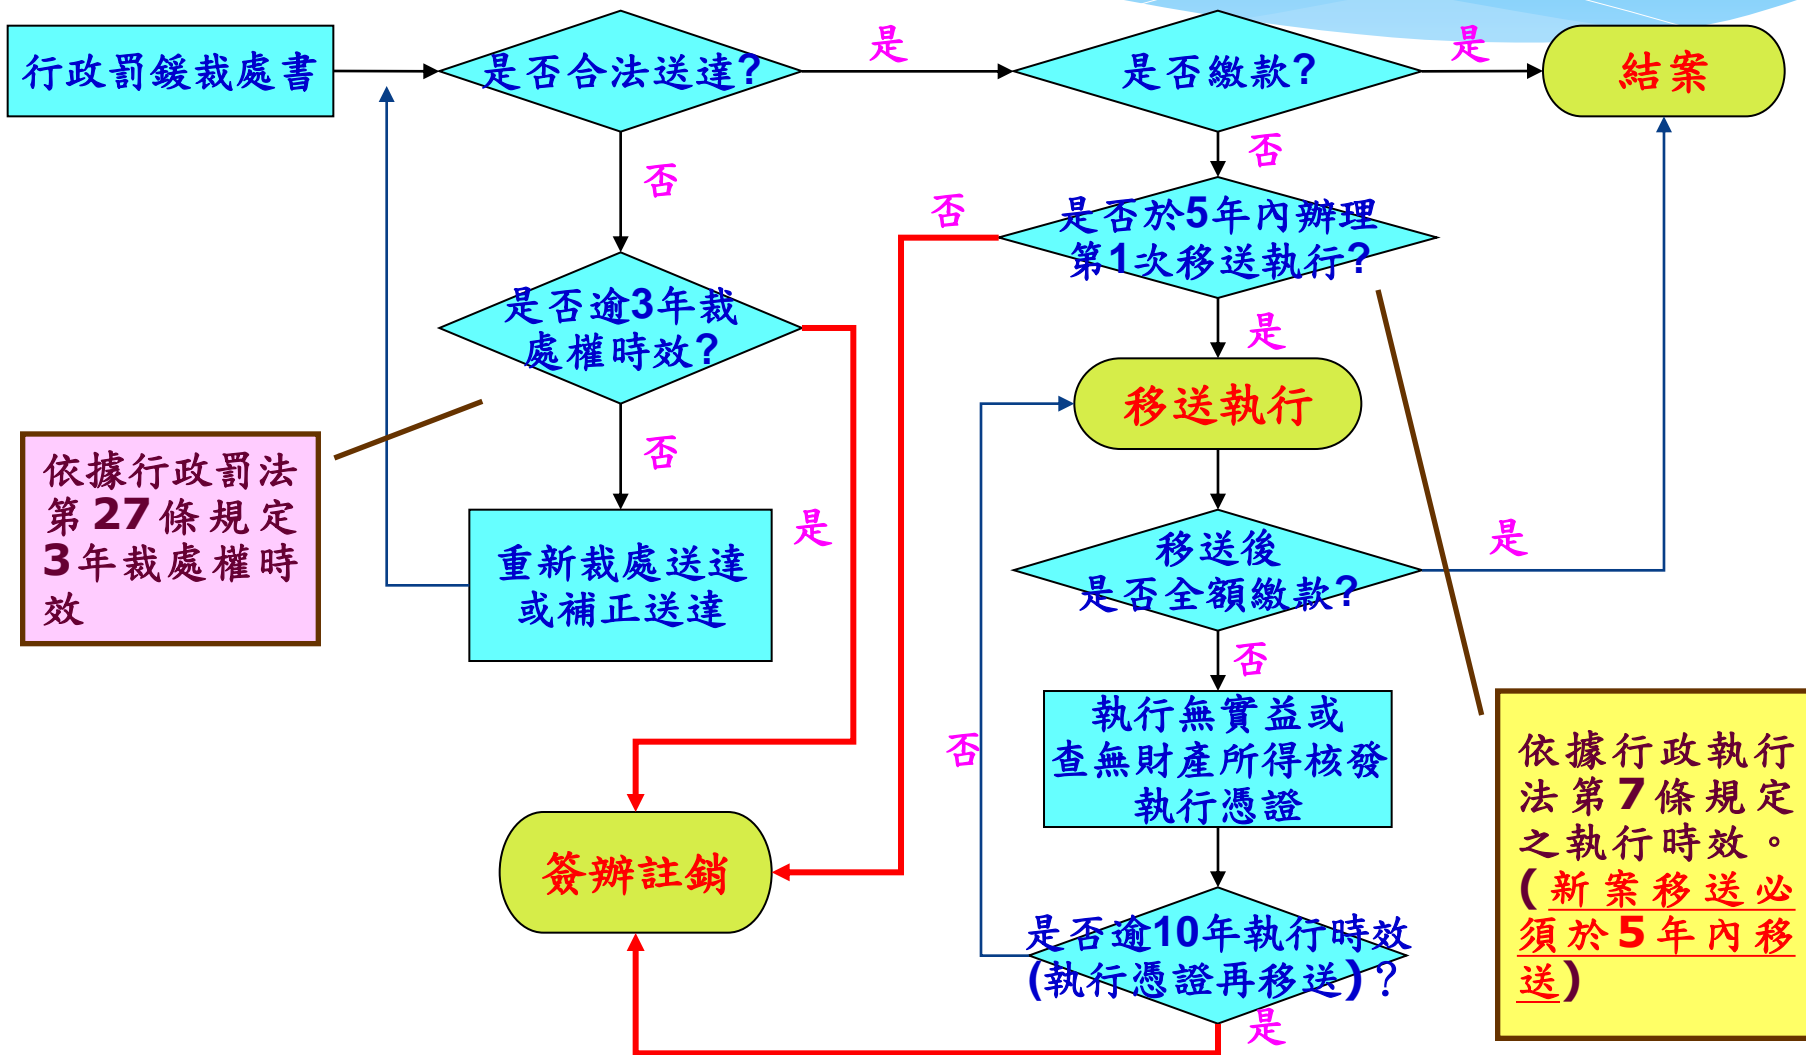 行政罰鍰裁處書
是否合法送達?
是
是否繳款?
是
結案
否
否
是否於5年內辦理
第1次移送執行?
否
是否逾3年裁
處權時效?
是
移送執行
依據行政罰法
第27條規定
3年裁處權時
效
否
是
重新裁處送達
或補正送達
移送後
是否全額繳款?
是
否
執行無實益或
查無財產所得核發
執行憑證
否
依據行政執行
法第7條規定
之執行時效。
(新案移送必
須於5年內移
送)
簽辦註銷
是否逾10年執行時效
(執行憑證再移送)?
是